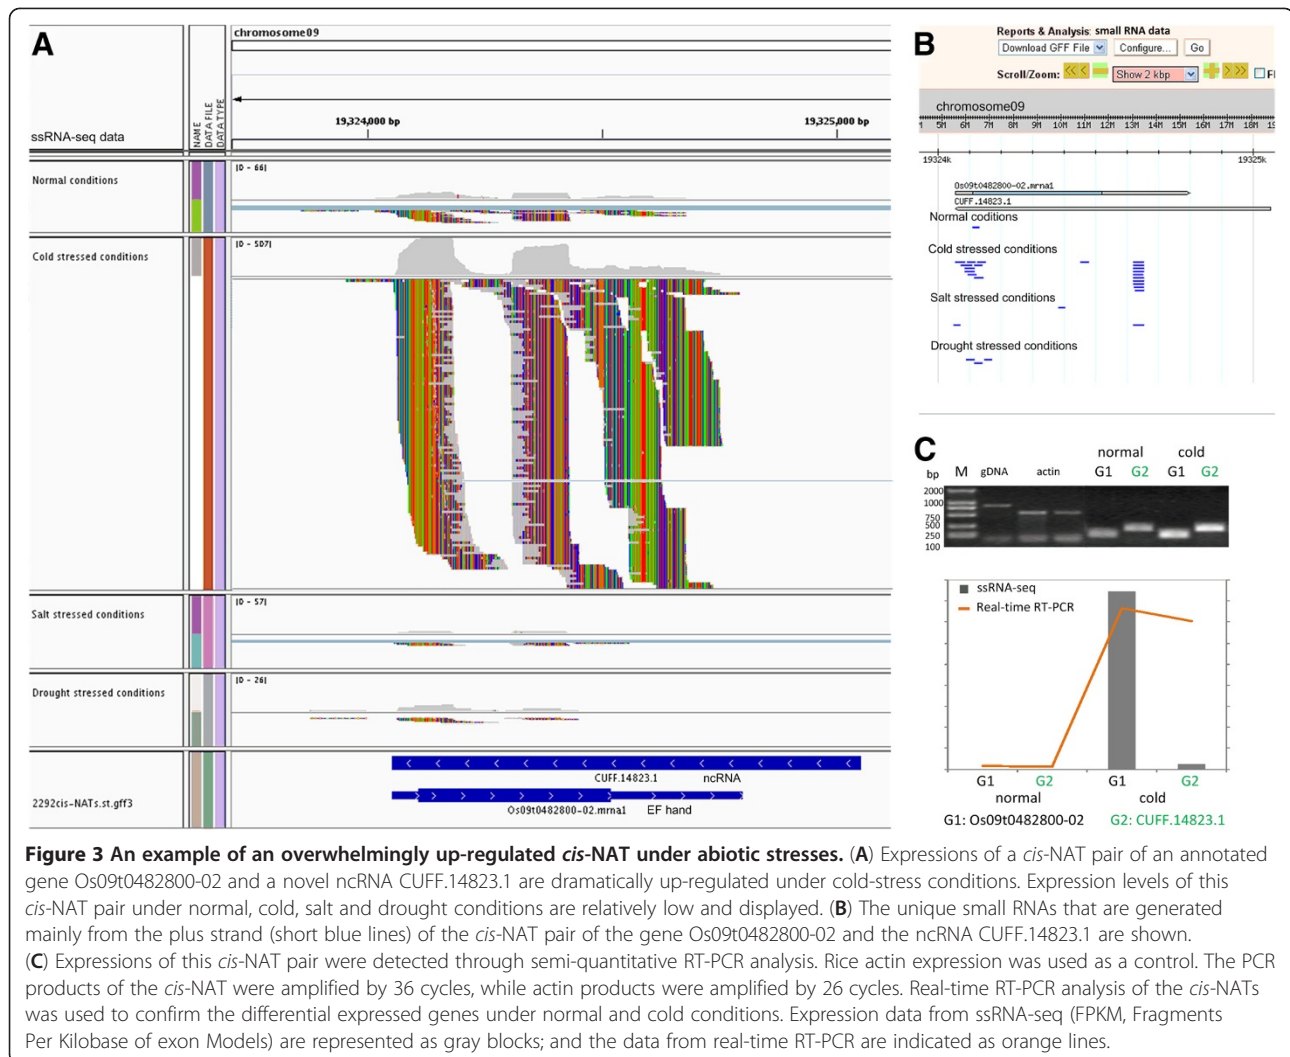 A
chromosome09
19,324,000 bp
19,325,000 bp
ssRNA-seq data
NAME
DATA FILE
DATA TYPE
Normal conditions
[0 - 66]
Cold stressed conditions
[0 - 507]
Salt stressed conditions
[0 - 57]
Drought stressed conditions
[0 - 26]
CUFF.14823.1 ncRNA
2292cis-NATs.st.gff3
Os09t0482800-02.mrna1 EF hand
B
Reports & Analysis: small RNA data
Download GFF File Configure... Go
Scroll/Zoom: Show 2 kbp Fl
chromosome09
5M 6M 7M 8M 9M 10M 11M 12M 13M 14M 15M 16M 17M 18M
19324k 19325k
Os09t0482800-02.mrna1
CUFF.14823.1
Normal coditions
Cold stressed conditions
Salt stressed conditions
Drought stressed conditions
C
normal cold
bp M gDNA actin G1 G2 G1 G2
2000
1000
750
500
250
100
ssRNA-seq
Real-time RT-PCR
G1 G2 G1 G2
normal cold
G1: Os09t0482800-02 G2: CUFF.14823.1
Figure 3 An example of an overwhelmingly up-regulated cis-NAT under abiotic stresses. (A) Expressions of a cis-NAT pair of an annotated
gene Os09t0482800-02 and a novel ncRNA CUFF.14823.1 are dramatically up-regulated under cold-stress conditions. Expression levels of this
cis-NAT pair under normal, cold, salt and drought conditions are relatively low and displayed. (B) The unique small RNAs that are generated
mainly from the plus strand (short blue lines) of the cis-NAT pair of the gene Os09t0482800-02 and the ncRNA CUFF.14823.1 are shown.
(C) Expressions of this cis-NAT pair were detected through semi-quantitative RT-PCR analysis. Rice actin expression was used as a control. The PCR
products of the cis-NAT were amplified by 36 cycles, while actin products were amplified by 26 cycles. Real-time RT-PCR analysis of the cis-NATs
was used to confirm the differential expressed genes under normal and cold conditions. Expression data from ssRNA-seq (FPKM, Fragments
Per Kilobase of exon Models) are represented as gray blocks; and the data from real-time RT-PCR are indicated as orange lines.